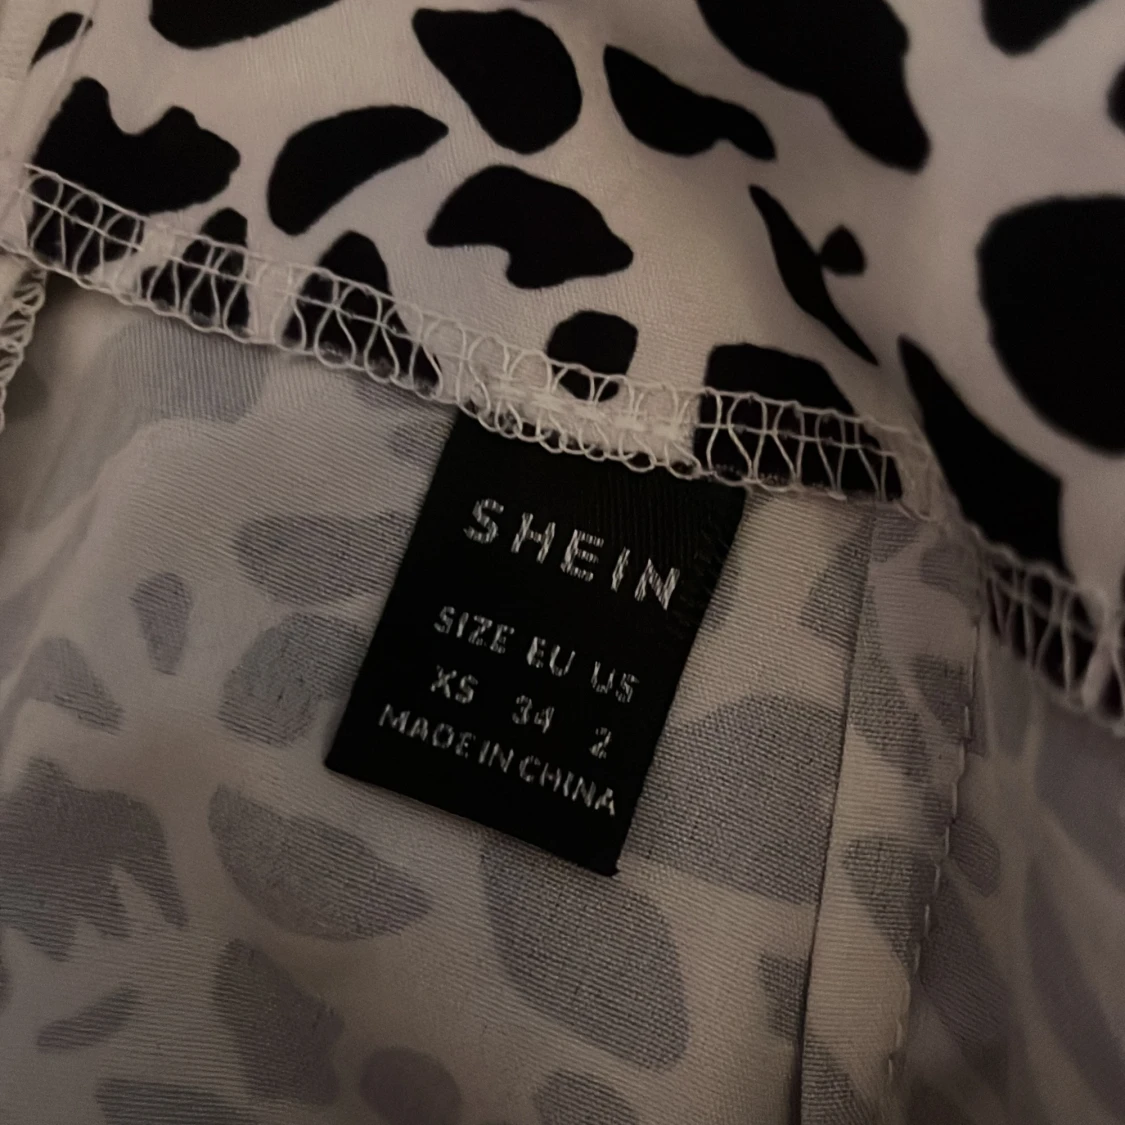 SHEIN
SIZE EU US
XS 34 2
MADE IN CHINA